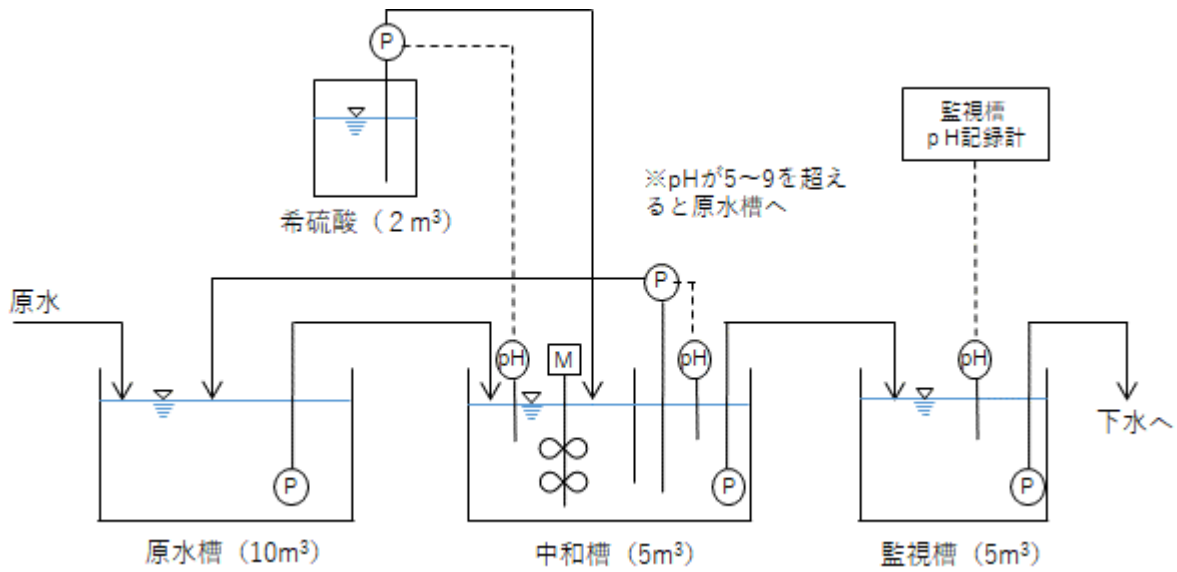 P
希硫酸（２m³）
監視槽
ｐH記録計
※pHが5～9を超え
ると原水槽へ
原水
P
pH
M
pH
pH
下水へ
P
P
P
原水槽（10m³）
中和槽（5m³）
監視槽（5m³）